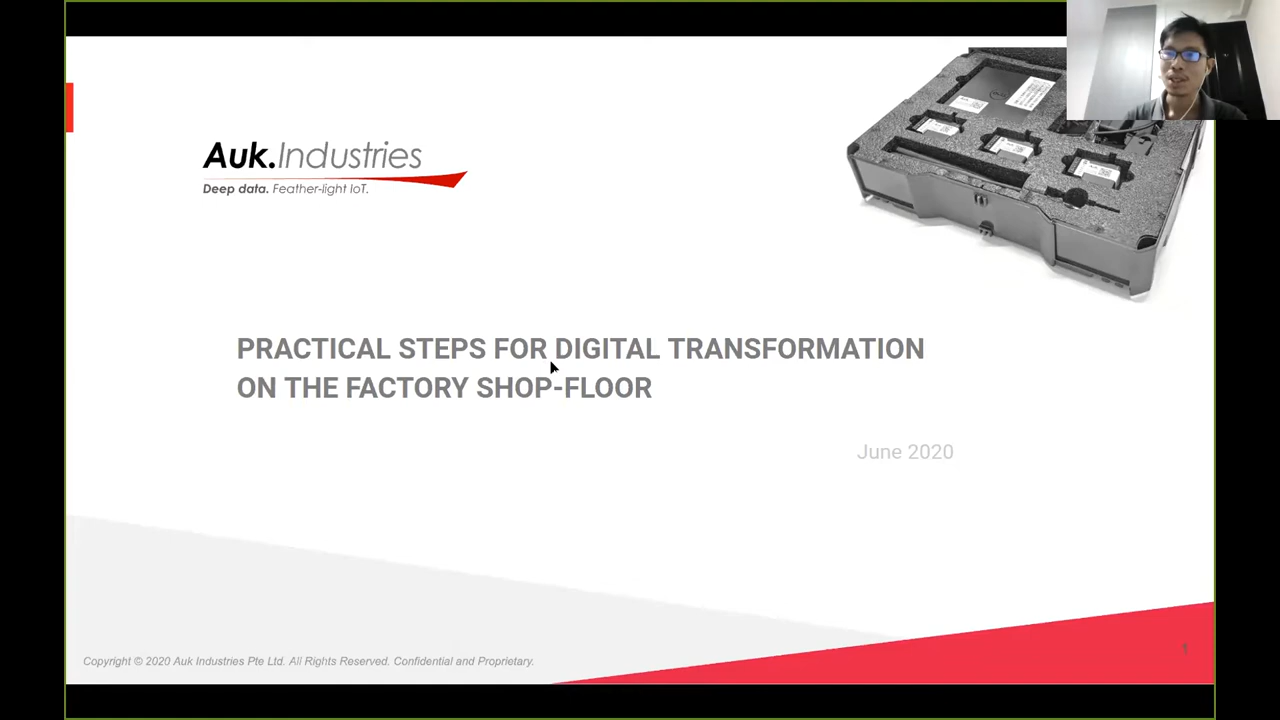 Auk.Industries
Deep data. Feather-light IoT.
PRACTICAL STEPS FOR DIGITAL TRANSFORMATION
ON THE FACTORY SHOP-FLOOR
June 2020
Copyright © 2020 Auk Industries Pte Ltd. All Rights Reserved. Confidential and Proprietary.
1